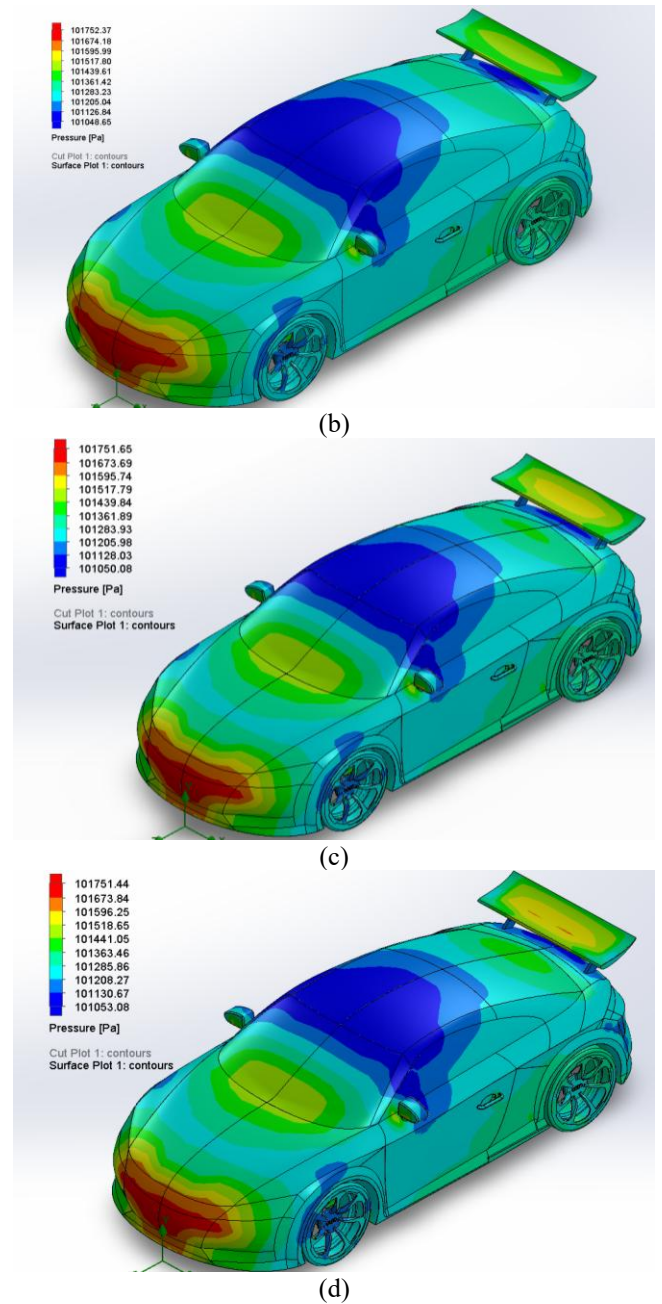 101752.37
101674.18
101595.99
101517.80
101439.61
101361.42
101283.23
101205.04
101126.84
101048.65
Pressure [Pa]
Cut Plot 1: contours
Surface Plot 1: contours
(b)
101751.65
101673.69
101595.74
101517.79
101439.84
101361.89
101283.93
101205.98
101128.03
101050.08
Pressure [Pa]
Cut Plot 1: contours
Surface Plot 1: contours
(c)
101751.44
101673.84
101596.25
101518.65
101441.05
101363.46
101285.86
101208.27
101130.67
101053.08
Pressure [Pa]
Cut Plot 1: contours
Surface Plot 1: contours
(d)